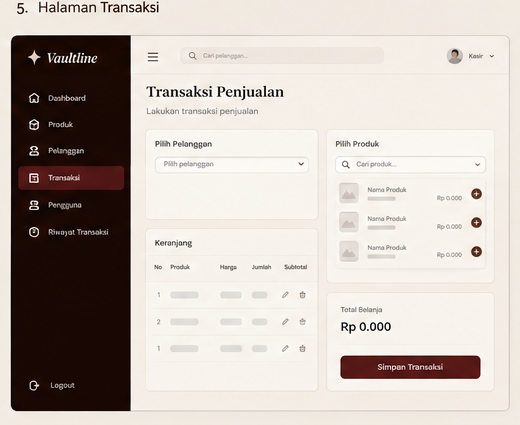 5. Halaman Transaksi
Vaultline
Dashboard
Produk
Pelanggan
Transaksi
Pengguna
Riwayat Transaksi
Logout
Cari pelanggan...
Kasir
Transaksi Penjualan
Lakukan transaksi penjualan
Pilih Pelanggan
Pilih pelanggan
Keranjang
No Produk Harga Jumlah Subtotal
1
2
1
Pilih Produk
Cari produk...
Nama Produk
Rp 0.000
Nama Produk
Rp 0.000
Nama Produk
Rp 0.000
Total Belanja
Rp 0.000
Simpan Transaksi